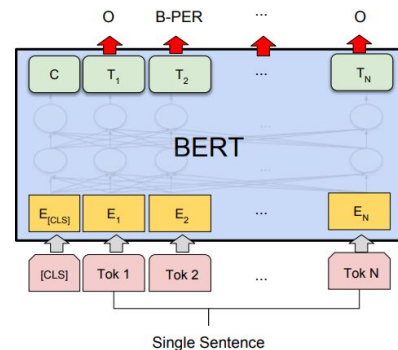 O B-PER ... O
C T1 T2 ... TN
...
BERT
...
E[CLS] E1 E2 ... EN
[CLS] Tok 1 Tok 2 ... Tok N
Single Sentence